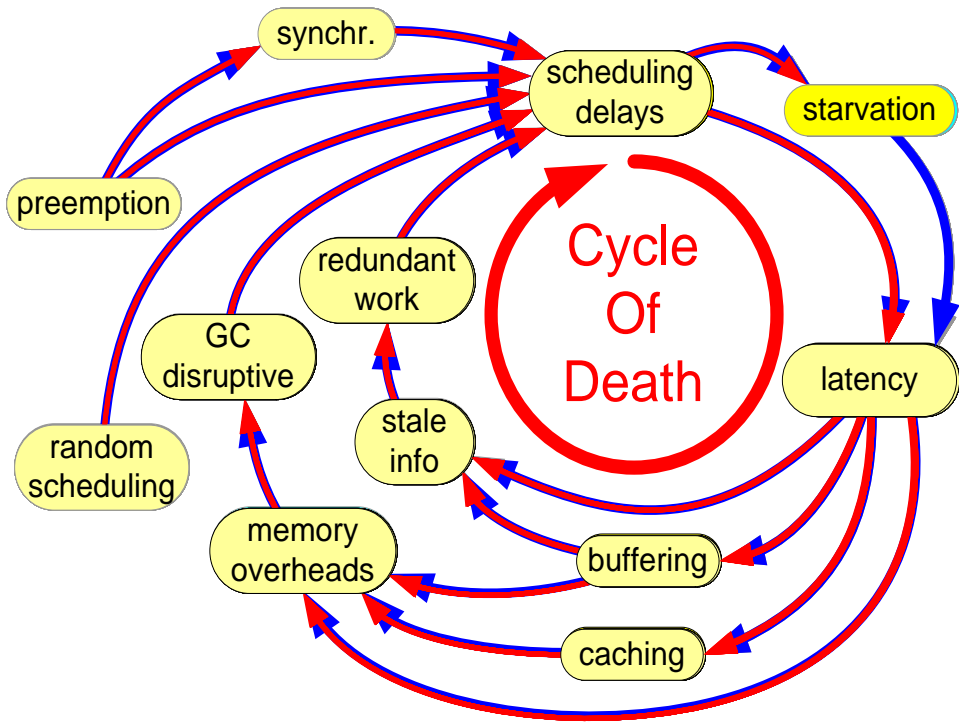 synchr.
scheduling
delays
starvation
preemption
redundant
work
Cycle
Of
Death
GC
disruptive
latency
stale
info
random
scheduling
memory
overheads
buffering
caching